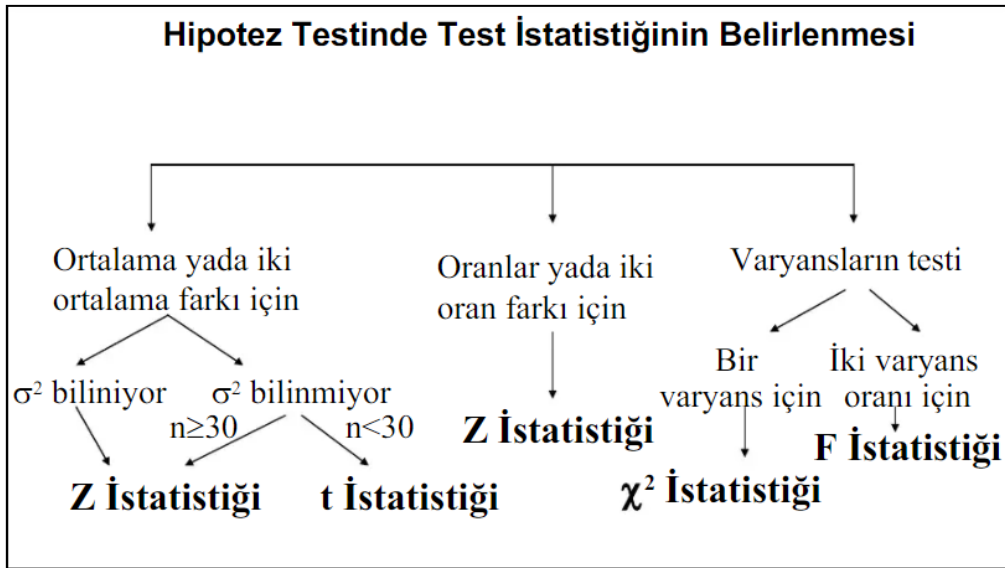 Hipotez Testinde Test İstatistiğinin Belirlenmesi
Ortalama yada iki
ortalama farkı için
σ² biliniyor
σ² bilinmiyor
n≥30
n<30
Z İstatistiği
t İstatistiği
Oranlar yada iki
oran farkı için
Z İstatistiği
Varyansların testi
Bir
varyans için
χ² İstatistiği
İki varyans
oranı için
F İstatistiği